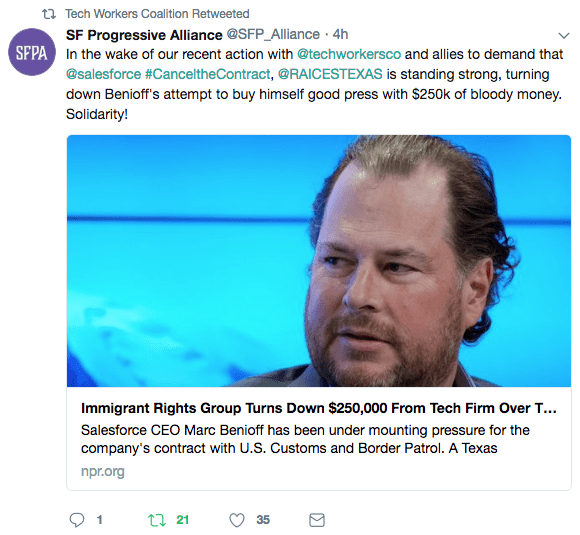 Tech Workers Coalition Retweeted
SFPA
SF Progressive Alliance @SFP_Alliance · 4h
In the wake of our recent action with @techworkersco and allies to demand that
@salesforce #CanceltheContract, @RAICESTEXAS is standing strong, turning
down Benioff's attempt to buy himself good press with $250k of bloody money.
Solidarity!
Immigrant Rights Group Turns Down $250,000 From Tech Firm Over T...
Salesforce CEO Marc Benioff has been under mounting pressure for the
company's contract with U.S. Customs and Border Patrol. A Texas
npr.org
1 21 35